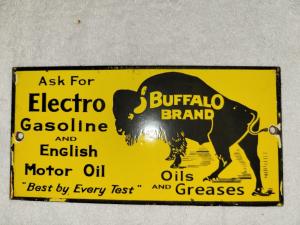 Ask For
Electro
Gasoline
AND
English
Motor Oil
"Best by Every Test"
BUFFALO
BRAND
Oils
AND Greases